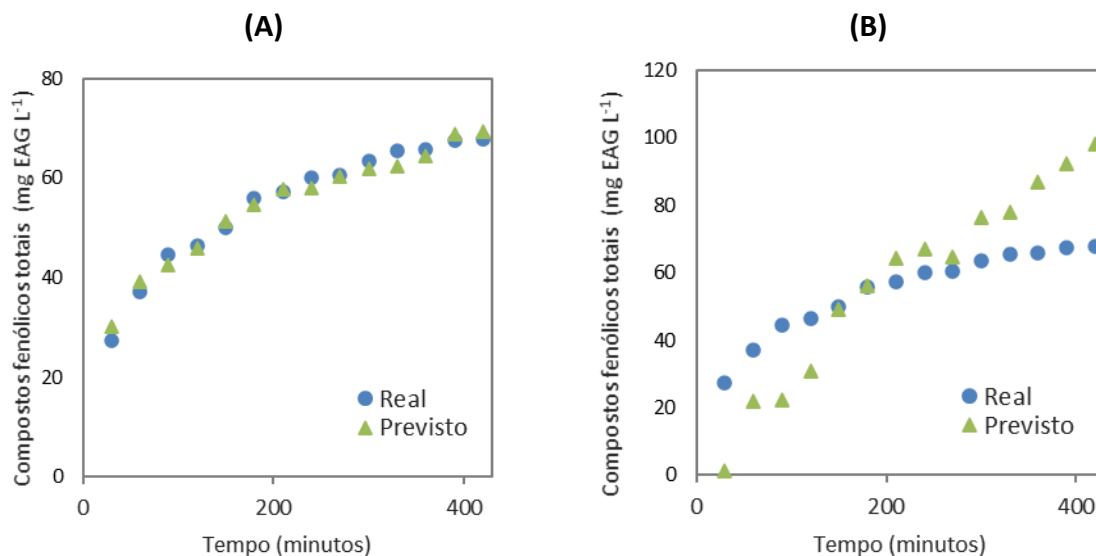 (A)
Compostos fenólicos totais (mg EAG L-1)
80
60
40
20
0
0
200
400
Tempo (minutos)
Real
Previsto
(B)
Compostos fenólicos totais (mg EAG L-1)
120
100
80
60
40
20
0
0
200
400
Tempo (minutos)
Real
Previsto